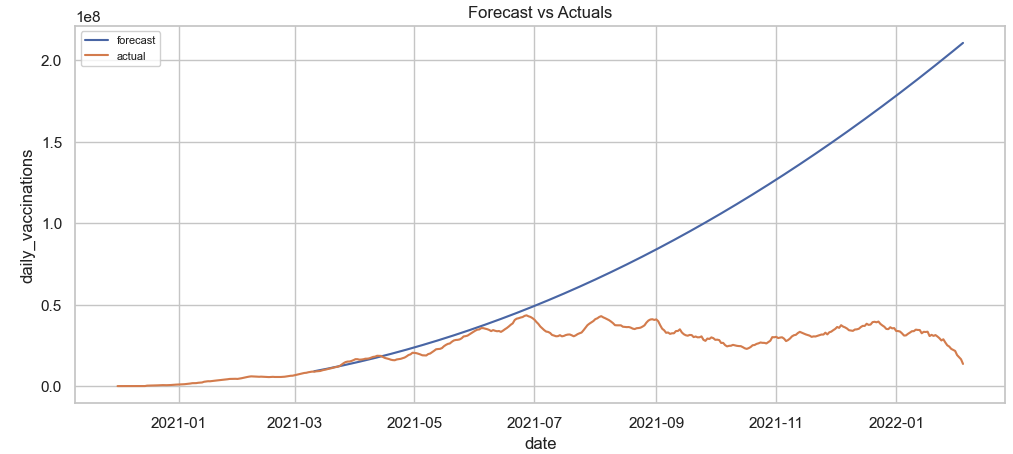 Forecast vs Actuals
1e8
forecast
actual
2.0
1.5
1.0
0.5
0.0
daily_vaccinations
2021-01 2021-03 2021-05 2021-07 2021-09 2021-11 2022-01
date